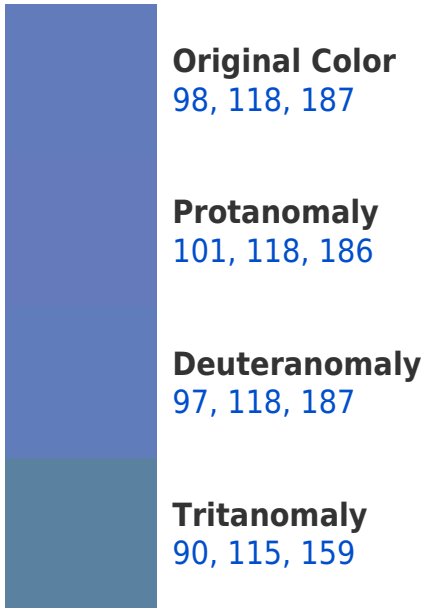 Original Color
98, 118, 187
Protanomaly
101, 118, 186
Deuteranomaly
97, 118, 187
Tritanomaly
90, 115, 159